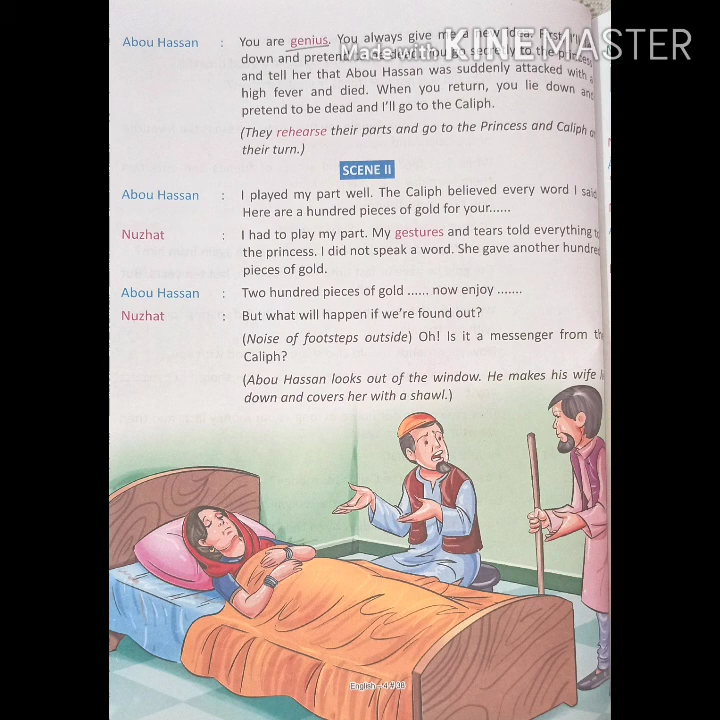 Made with KINEMASTER
Abou Hassan : You are genius. You always give me a new idea. First
down and pretend go secretly to the princess
and tell her that Abou Hassan was suddenly attacked with a
high fever and died. When you return, you lie down and
pretend to be dead and I'll go to the Caliph.
(They rehearse their parts and go to the Princess and Caliph
their turn.)
SCENE II
Abou Hassan : I played my part well. The Caliph believed every word I said
Here are a hundred pieces of gold for your......
Nuzhat : I had to play my part. My gestures and tears told everything
the princess. I did not speak a word. She gave another hundred
pieces of gold.
Abou Hassan : Two hundred pieces of gold ...... now enjoy .......
Nuzhat : But what will happen if we're found out?
(Noise of footsteps outside) Oh! Is it a messenger from the
Caliph?
(Abou Hassan looks out of the window. He makes his wife
down and covers her with a shawl.)
English - 4 # 36